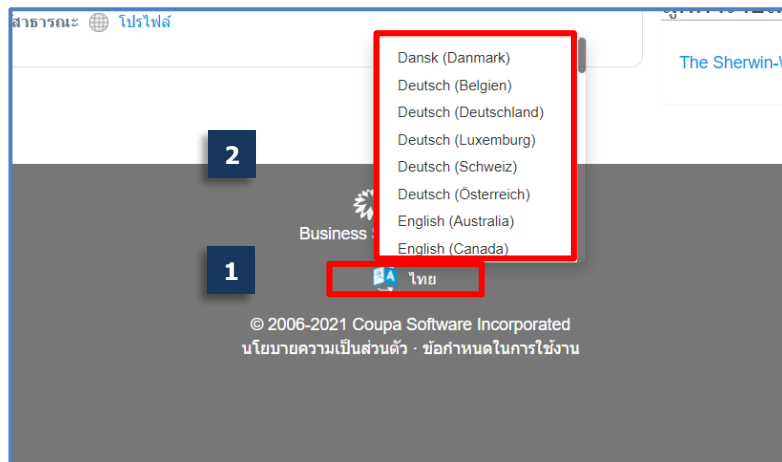 สาธารณะ โปรไฟล์
The Sherwin-W
Dansk (Danmark)
Deutsch (Belgien)
Deutsch (Deutschland)
Deutsch (Luxemburg)
Deutsch (Schweiz)
Deutsch (Österreich)
English (Australia)
English (Canada)
2
Business
1
ไทย
© 2006-2021 Coupa Software Incorporated
นโยบายความเป็นส่วนตัว · ข้อกำหนดในการใช้งาน